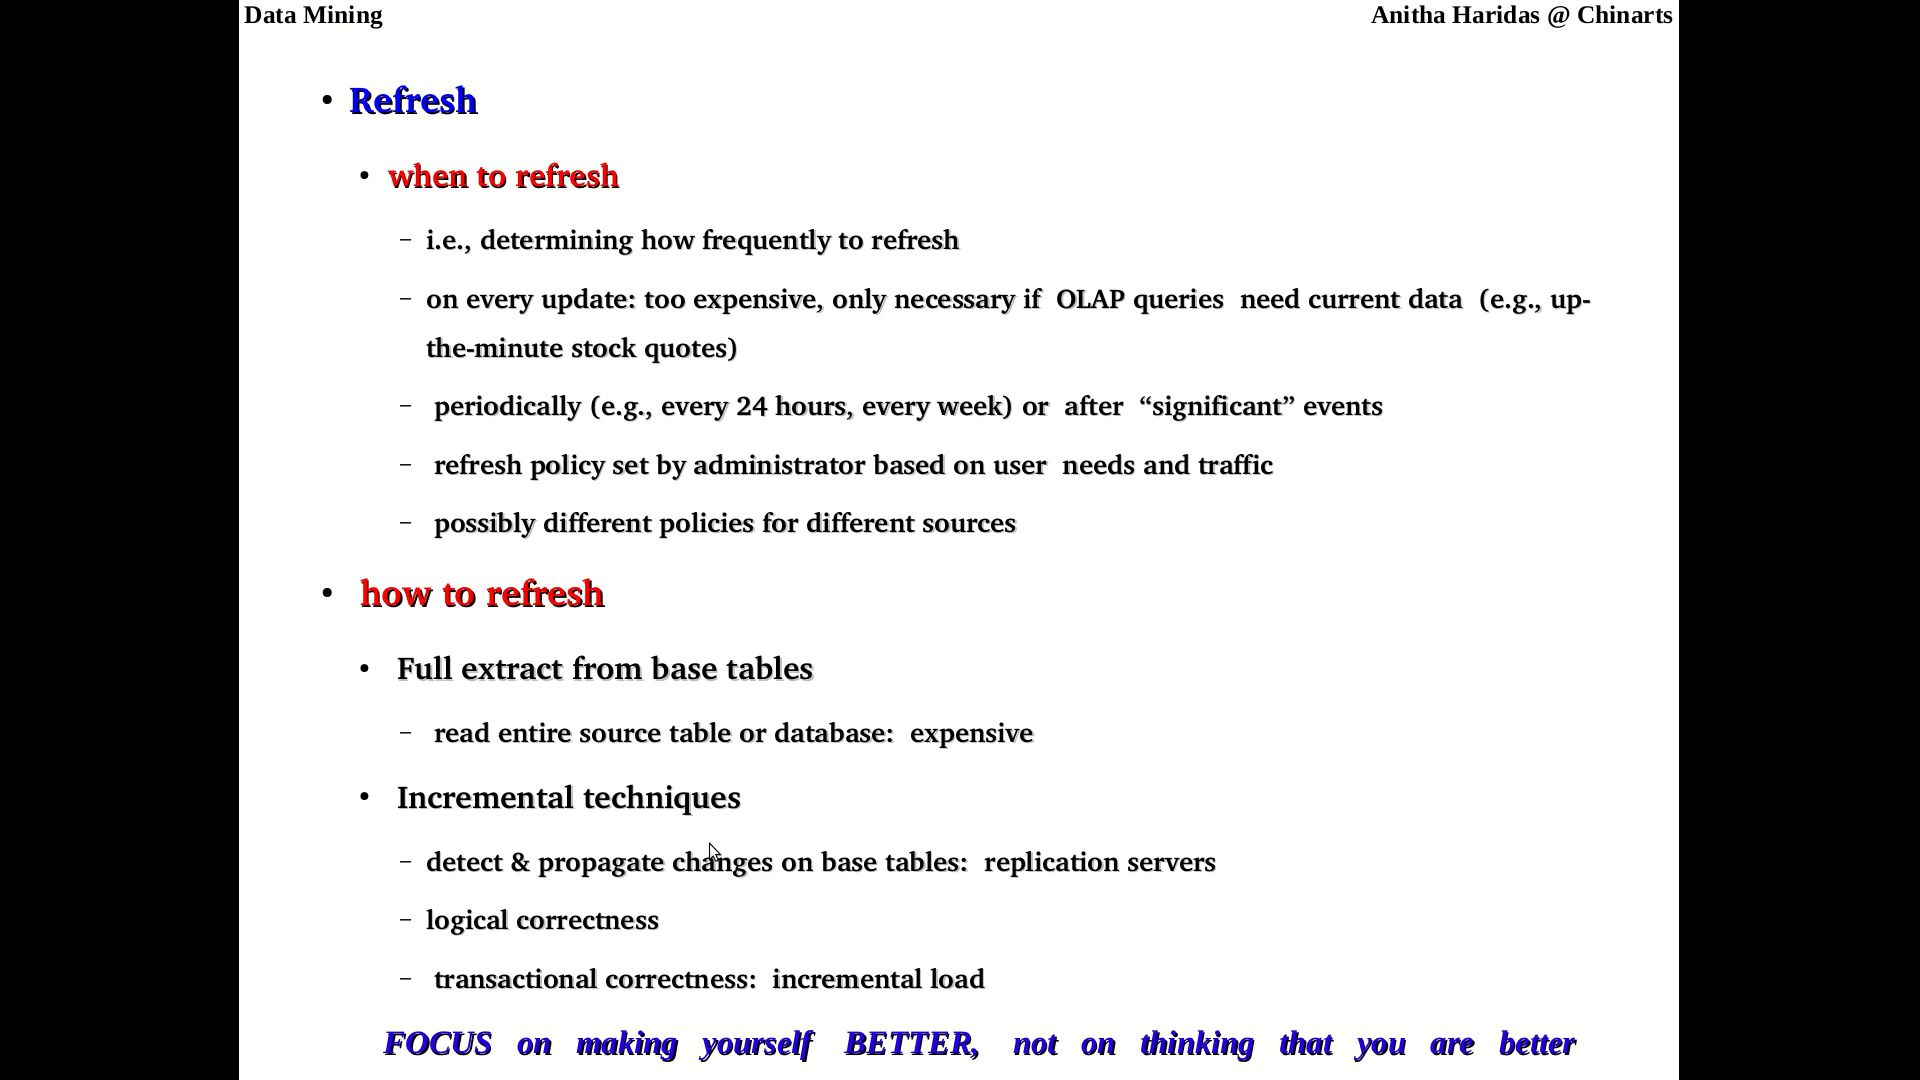 Data Mining
Anitha Haridas @ Chinarts
• Refresh
• when to refresh
– i.e., determining how frequently to refresh
– on every update: too expensive, only necessary if OLAP queries need current data (e.g., up-
the-minute stock quotes)
– periodically (e.g., every 24 hours, every week) or after “significant” events
– refresh policy set by administrator based on user needs and traffic
– possibly different policies for different sources
• how to refresh
• Full extract from base tables
– read entire source table or database: expensive
• Incremental techniques
– detect & propagate changes on base tables: replication servers
– logical correctness
– transactional correctness: incremental load
FOCUS on making yourself BETTER, not on thinking that you are better